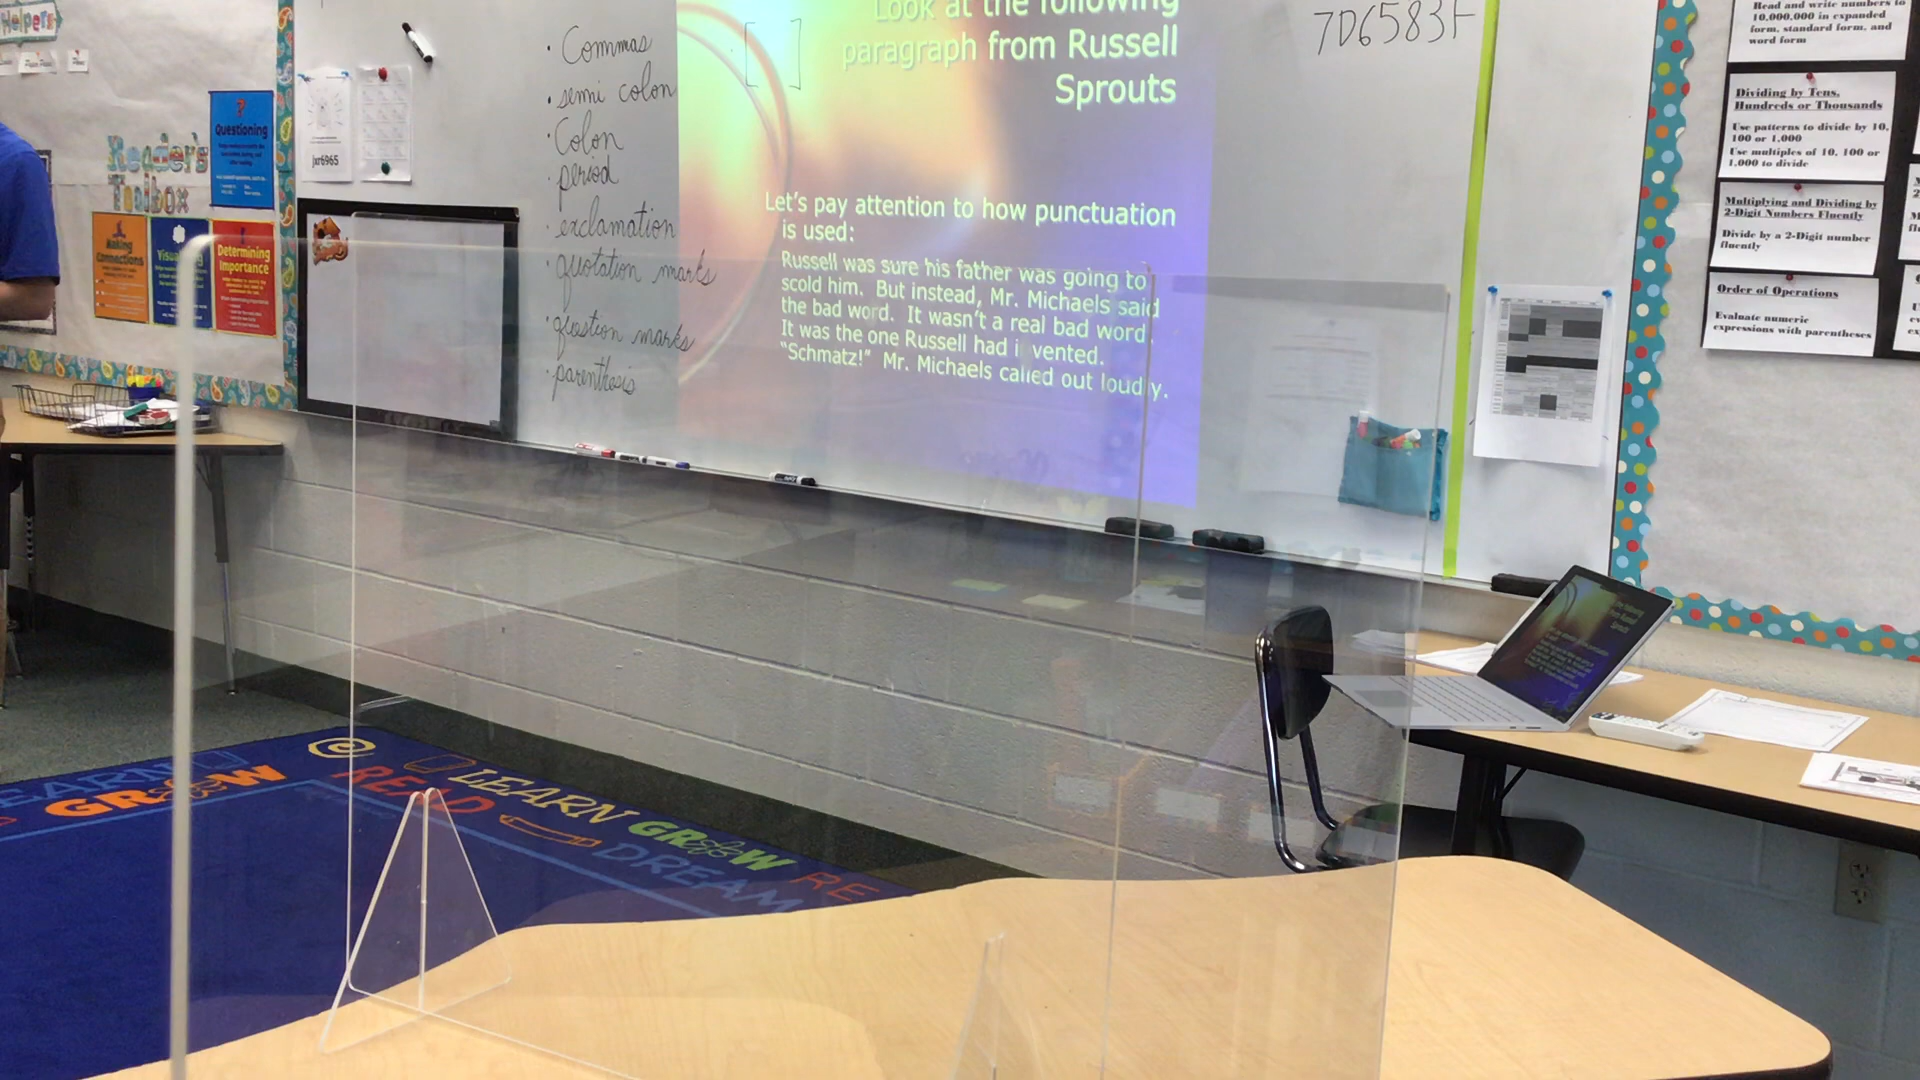 Helpers
Reader's
Toolbox
?
Questioning
Making
Connections
Determining
Importance
jxr6965
· Commas
· semi colon
· Colon
· period
· exclamation
· quotation marks
· question marks
· parenthesis
[ ]
Look at the following
paragraph from Russell
Sprouts
Let's pay attention to how punctuation
is used:
Russell was sure his father was going to
scold him. But instead, Mr. Michaels said
the bad word. It wasn't a real bad word.
It was the one Russell had invented.
"Schmatz!" Mr. Michaels called out loudly.
7D6583F
Read and write numbers to
10,000,000 in expanded
form, standard form, and
word form
Dividing by Tens,
Hundreds or Thousands
Use patterns to divide by 10,
100 or 1,000
Use multiples of 10, 100 or
1,000 to divide
Multiplying and Dividing by
2-Digit Numbers Fluently
Divide by a 2-Digit number
fluently
Order of Operations
Evaluate numeric
expressions with parentheses
EARN
GROW
READ
LEARN
GROW
DREAM
RE